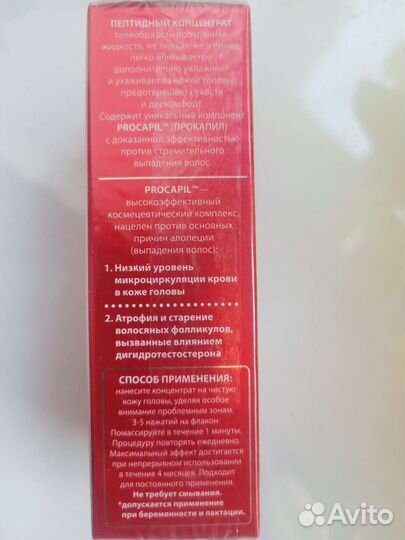 ПЕПТИДНЫЙ КОНЦЕНТРАТ
гелеобразная прозрачная
жидкость, не липкая, не жирная,
легко впитывается,
дополнительно увлажняет
и ухаживает за кожей головы,
предотвращает сухость
и дискомфорт.
Содержит уникальный компонент
PROCAPIL™ (ПРОКАПИЛ)
с доказанной эффективностью
против стремительного
выпадения волос.
PROCAPIL™ —
высокоэффективный
космецевтический комплекс,
нацелен против основных
причин алопеции
(выпадения волос):
1. Низкий уровень
микроциркуляции крови
в коже головы
2. Атрофия и старение
волосяных фолликулов,
вызванные влиянием
дигидротестостерона
СПОСОБ ПРИМЕНЕНИЯ:
нанесите концентрат на чистую
кожу головы, уделяя особое
внимание проблемным зонам.
3-5 нажатий на флакон.
Помассируйте в течение 1 минуты.
Процедуру повторять ежедневно.
Максимальный эффект достигается
при непрерывном использовании
в течение 4 месяцев. Подходит
для постоянного применения.
Не требует смывания.
*допускается применение
при беременности и лактации.
Avito